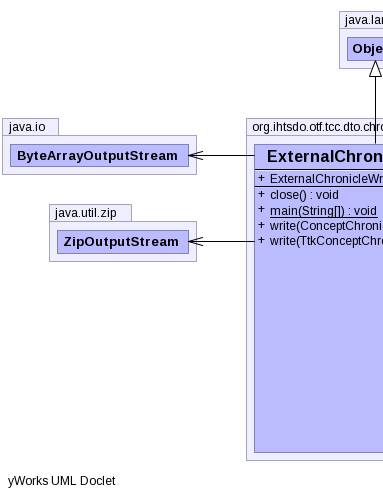 java.lan
Obje
java.io
ByteArrayOutputStream
org.ihtsdo.otf.tcc.dto.chro
ExternalChron
+ ExternalChronicleWr
+ close() : void
+ main(String[]) : void
+ write(ConceptChroni
+ write(TtkConceptChro
java.util.zip
ZipOutputStream
yWorks UML Doclet